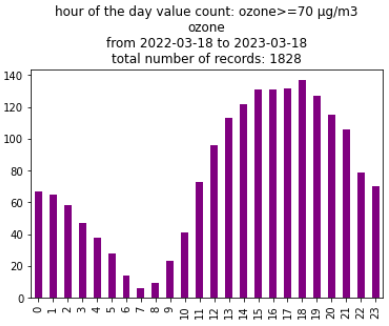 hour of the day value count: ozone>=70 µg/m3
ozone
from 2022-03-18 to 2023-03-18
total number of records: 1828
140
120
100
80
60
40
20
0
0 1 2 3 4 5 6 7 8 9 10 11 12 13 14 15 16 17 18 19 20 21 22 23